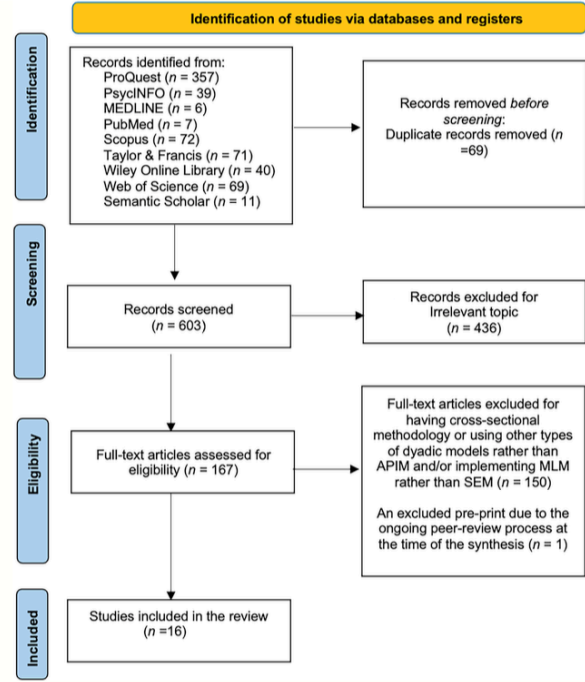 Identification of studies via databases and registers
Identification
Records identified from:
ProQuest (n = 357)
PsycINFO (n = 39)
MEDLINE (n = 6)
PubMed (n = 7)
Scopus (n = 72)
Taylor & Francis (n = 71)
Wiley Online Library (n = 40)
Web of Science (n = 69)
Semantic Scholar (n = 11)
Records removed before
screening:
Duplicate records removed (n
=69)
Screening
Records screened
(n = 603)
Records excluded for
Irrelevant topic
(n = 436)
Eligibility
Full-text articles assessed for
eligibility (n = 167)
Full-text articles excluded for
having cross-sectional
methodology or using other types
of dyadic models rather than
APIM and/or implementing MLM
rather than SEM (n = 150)
An excluded pre-print due to the
ongoing peer-review process at
the time of the synthesis (n = 1)
Included
Studies included in the review
(n =16)